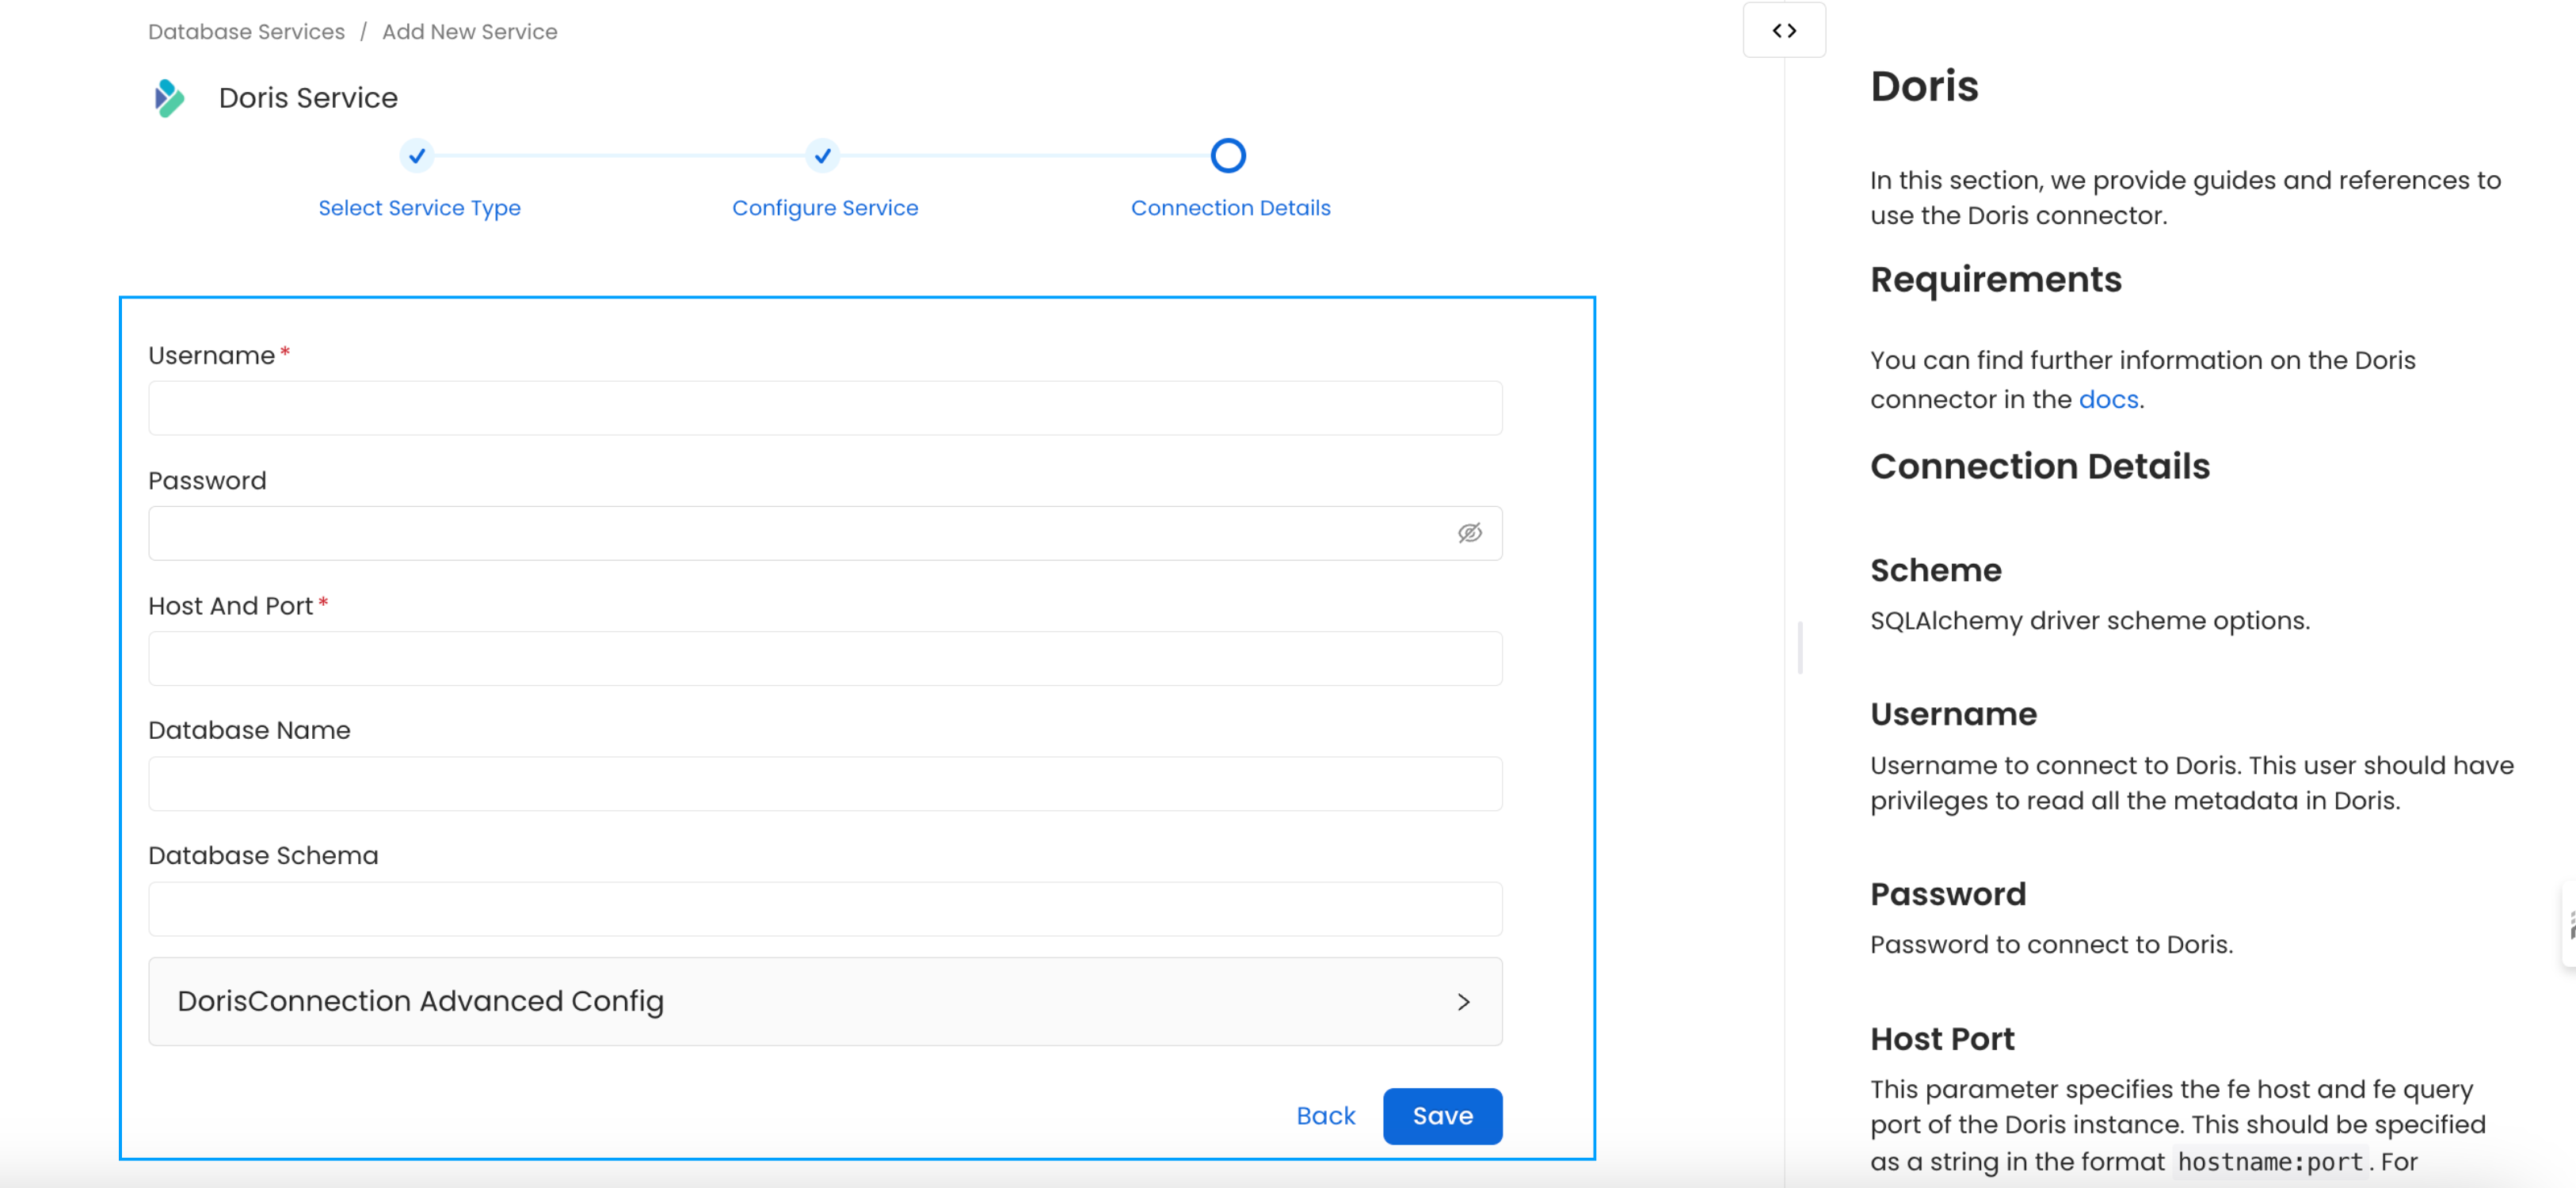 Database Services / Add New Service
Doris Service
Select Service Type
Configure Service
Connection Details
Username*
Password
Host And Port*
Database Name
Database Schema
DorisConnection Advanced Config
Back
Save
Doris
In this section, we provide guides and references to
use the Doris connector.
Requirements
You can find further information on the Doris
connector in the docs.
Connection Details
Scheme
SQLAlchemy driver scheme options.
Username
Username to connect to Doris. This user should have
privileges to read all the metadata in Doris.
Password
Password to connect to Doris.
Host Port
This parameter specifies the fe host and fe query
port of the Doris instance. This should be specified
as a string in the format hostname:port. For